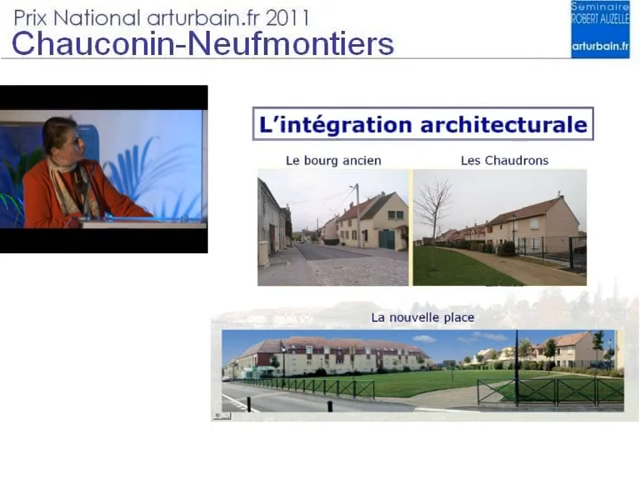 Prix National arturbain.fr 2011
Chauconin-Neufmontiers
Séminaire
ROBERT AUZELLE
arturbain.fr
L'intégration architecturale
Le bourg ancien
Les Chaudrons
La nouvelle place